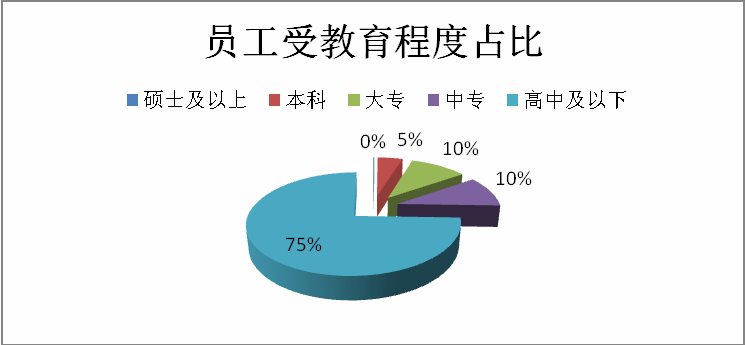 员工受教育程度占比
硕士及以上 本科 大专 中专 高中及以下
0% 5% 10%
10%
75%